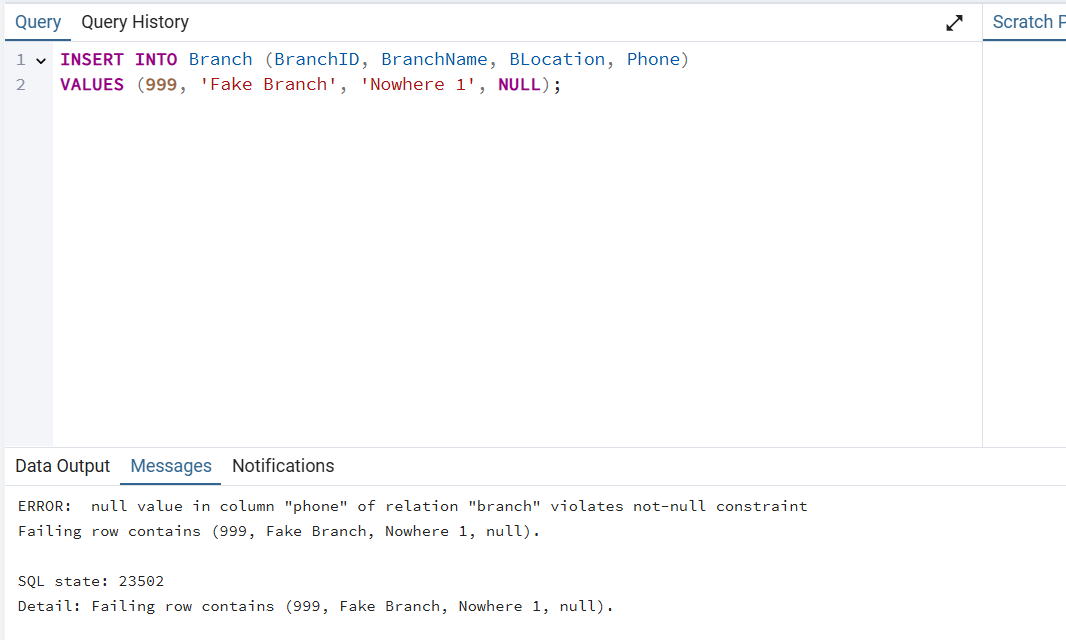 Query Query History Scratch P
1 INSERT INTO Branch (BranchID, BranchName, BLocation, Phone)
2 VALUES (999, 'Fake Branch', 'Nowhere 1', NULL);
Data Output Messages Notifications
ERROR:  null value in column "phone" of relation "branch" violates not-null constraint
Failing row contains (999, Fake Branch, Nowhere 1, null).
SQL state: 23502
Detail: Failing row contains (999, Fake Branch, Nowhere 1, null).